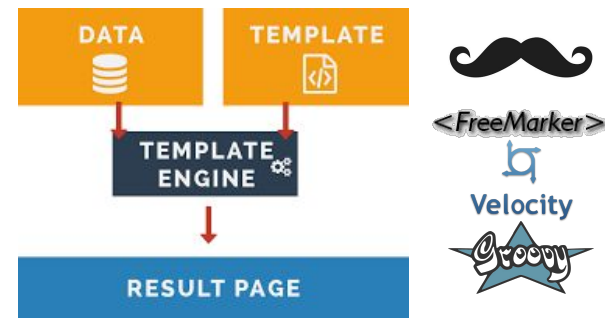 DATA
TEMPLATE
</>
TEMPLATE
ENGINE
RESULT PAGE
<FreeMarker>
Velocity
Groovy